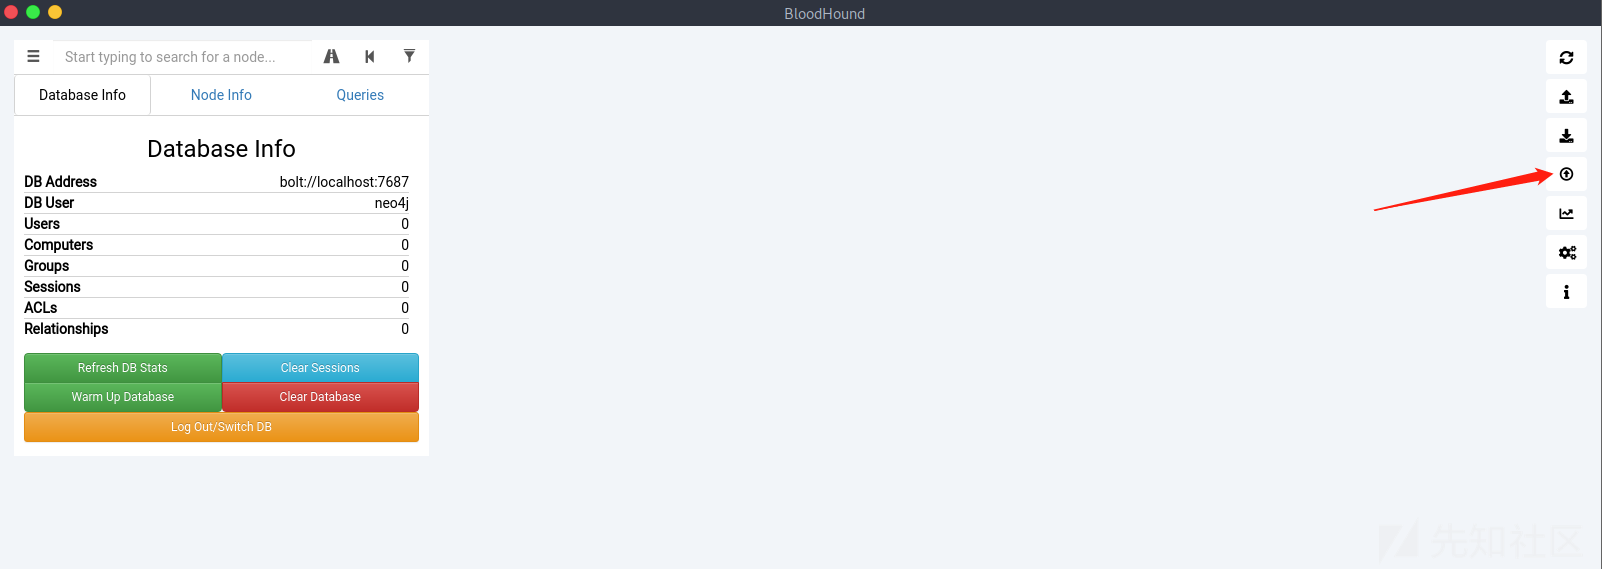 BloodHound
Start typing to search for a node...
Database Info Node Info Queries
Database Info
DB Address bolt://localhost:7687
DB User neo4j
Users 0
Computers 0
Groups 0
Sessions 0
ACLs 0
Relationships 0
Refresh DB Stats Clear Sessions
Warm Up Database Clear Database
Log Out/Switch DB
先知社区